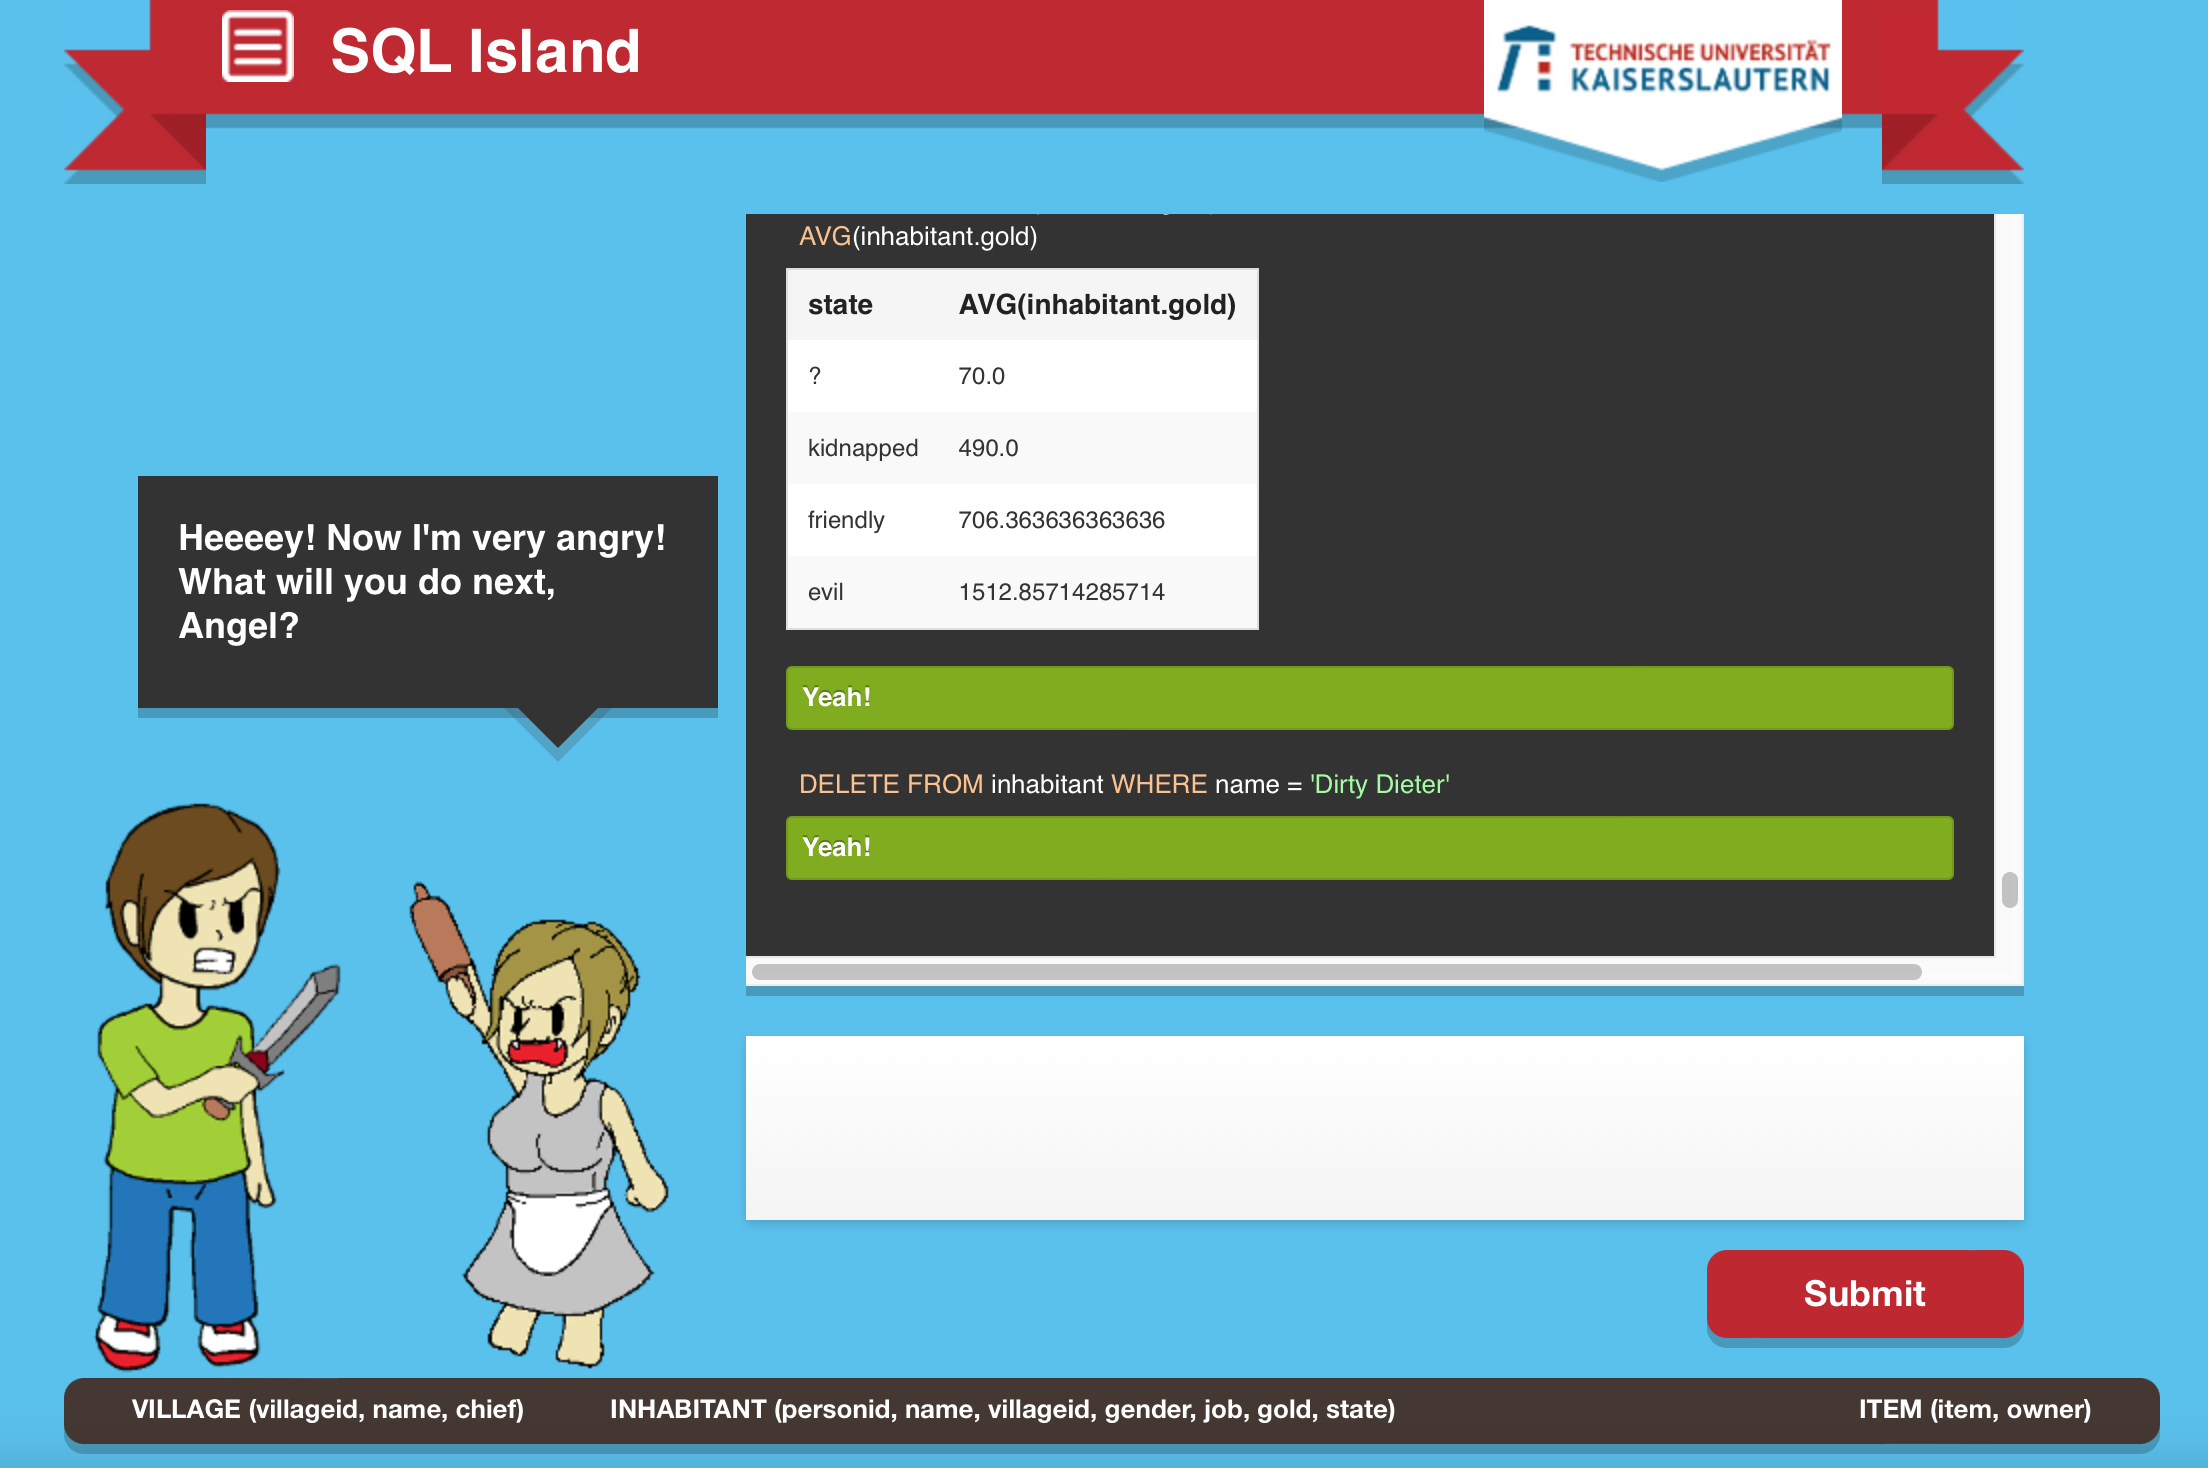 SQL Island
TECHNISCHE UNIVERSITÄT
KAISERSLAUTERN
AVG(inhabitant.gold)
state AVG(inhabitant.gold)
? 70.0
kidnapped 490.0
friendly 706.363636363636
evil 1512.85714285714
Yeah!
DELETE FROM inhabitant WHERE name = 'Dirty Dieter'
Yeah!
Heeeey! Now I'm very angry!
What will you do next,
Angel?
Submit
VILLAGE (villageid, name, chief) INHABITANT (personid, name, villageid, gender, job, gold, state) ITEM (item, owner)